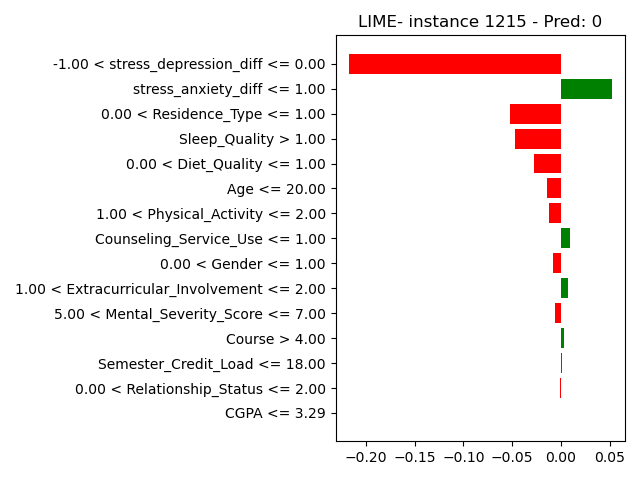 LIME- instance 1215 - Pred: 0
-1.00 < stress_depression_diff <= 0.00
stress_anxiety_diff <= 1.00
0.00 < Residence_Type <= 1.00
Sleep_Quality > 1.00
0.00 < Diet_Quality <= 1.00
Age <= 20.00
1.00 < Physical_Activity <= 2.00
Counseling_Service_Use <= 1.00
0.00 < Gender <= 1.00
1.00 < Extracurricular_Involvement <= 2.00
5.00 < Mental_Severity_Score <= 7.00
Course > 4.00
Semester_Credit_Load <= 18.00
0.00 < Relationship_Status <= 2.00
CGPA <= 3.29
−0.20 −0.15 −0.10 −0.05 0.00 0.05